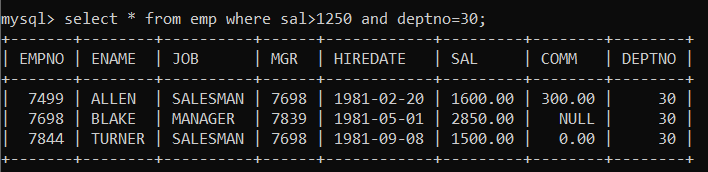 mysql> select * from emp where sal>1250 and deptno=30;
+-------+--------+----------+------+------------+---------+--------+--------+
| EMPNO | ENAME  | JOB      | MGR  | HIREDATE   | SAL     | COMM   | DEPTNO |
+-------+--------+----------+------+------------+---------+--------+--------+
|  7499 | ALLEN  | SALESMAN | 7698 | 1981-02-20 | 1600.00 | 300.00 |     30 |
|  7698 | BLAKE  | MANAGER  | 7839 | 1981-05-01 | 2850.00 |   NULL |     30 |
|  7844 | TURNER | SALESMAN | 7698 | 1981-09-08 | 1500.00 |   0.00 |     30 |
+-------+--------+----------+------+------------+---------+--------+--------+